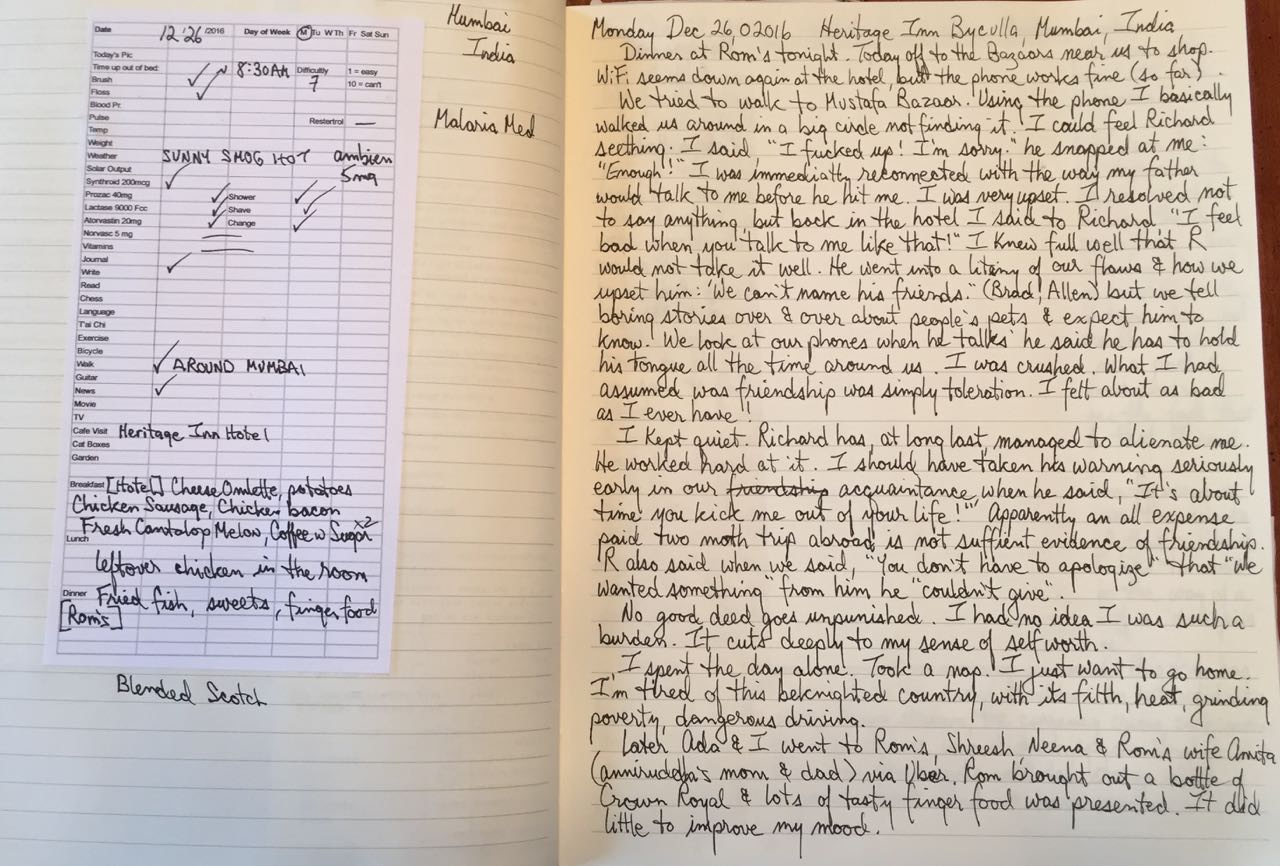 Mumbai
India
Malaria Med
Date 12/26/2016 Day of Week M Tu W Th Fr Sat Sun
Today's Pic
Time up out of bed: 8:30AM Difficulty 1 = easy
Brush 7 10 = can't
Floss
Blood Pr.
Pulse Restertrol —
Temp
Weight
Weather SUNNY SMOG HOT ambien
Solar Output 5mg
Synthroid 200mcg
Prozac 40mg Shower
Lactase 9000 Fcc Shave
Atorvastin 20mg Change
Norvasc 5 mg
Vitamins
Journal
Write
Read
Chess
Language
T'ai Chi
Exercise
Bicycle
Walk AROUND MUMBAI
Guitar
News
Movie
TV
Cafe Visit Heritage Inn Hotel
Cat Boxes
Garden
Breakfast [Hotel] Cheese Omlette, potatoes
Chicken Sausage, Chicken bacon
Fresh Cantalop Melon, Coffee w Sugar x2
Lunch
leftover chicken in the room
Dinner Fried fish, sweets, finger food
[Rom's]
Blended Scotch
Monday Dec 26, 02016 Heritage Inn Byculla, Mumbai, India
Dinner at Rom's tonight. Today off to the Bazaars near us to shop.
WiFi seems down again at the hotel, but the phone works fine (so far).
We tried to walk to Mustafa Bazaar. Using the phone I basically
walked us around in a big circle not finding it. I could feel Richard
seething. I said, "I fucked up! I'm sorry." he snapped at me:
"Enough!" I was immediatly reconnected with the way my father
would talk to me before he hit me. I was very upset. I resolved not
to say anything, but back in the hotel I said to Richard, "I feel
bad when you talk to me like that!" I knew full well that R
would not take it well. He went into a litany of our flaws & how we
upset him: "We can't name his friends." (Brad, Allen) but we tell
boring stories over & over about people's pets & expect him to
know. 'We look at our phones when he talks' he said he has to hold
his tongue all the time around us. I was crushed. What I had
assumed was friendship was simply toleration. I felt about as bad
as I ever have!
I kept quiet. Richard has, at long last, managed to alienate me.
He worked hard at it. I should have taken his warning seriously
early in our friendship acquaintance when he said, "It's about
time you kick me out of your life!" Apparently an all expense
paid two moth trip abroad is not suffient evidence of friendship.
R also said when we said, "You don't have to apologize" that "we
wanted something" from him he "couldn't give".
No good deed goes unpunished. I had no idea I was such a
burden. It cuts deeply to my sense of self worth.
I spent the day alone. Took a nap. I just want to go home.
I'm tired of this beknighted country, with its filth, heat, grinding
poverty, dangerous driving.
Later Ada & I went to Rom's, Shreesh, Neena & Rom's wife Amita
(anniruddha's mom & dad) via Uber. Rom brought out a bottle of
Crown Royal & lots of tasty finger food was presented. It did
little to improve my mood.